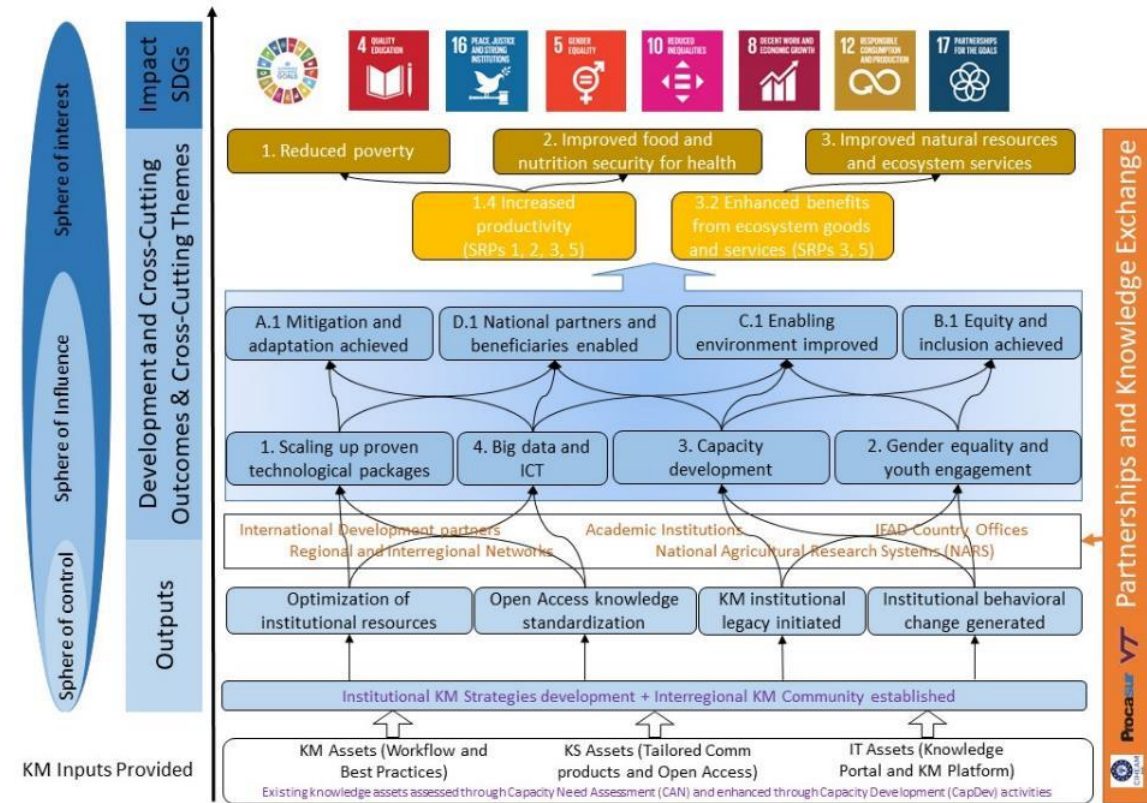 Impact
SDGs
Sphere of interest
4 QUALITY
EDUCATION
16 PEACE, JUSTICE
AND STRONG
INSTITUTIONS
5 GENDER
EQUALITY
10 REDUCED
INEQUALITIES
8 DECENT WORK AND
ECONOMIC GROWTH
12 RESPONSIBLE
CONSUMPTION
AND PRODUCTION
17 PARTNERSHIPS
FOR THE GOALS
Development and Cross-Cutting
Outcomes & Cross-Cutting Themes
1. Reduced poverty
2. Improved food and
nutrition security for health
3. Improved natural resources
and ecosystem services
1.4 Increased
productivity
(SRPs 1, 2, 3, 5)
3.2 Enhanced benefits
from ecosystem goods
and services (SRPs 3, 5)
Sphere of Influence
A.1 Mitigation and
adaptation achieved
D.1 National partners and
beneficiaries enabled
C.1 Enabling
environment improved
B.1 Equity and
inclusion achieved
1. Scaling up proven
technological packages
4. Big data and
ICT
3. Capacity
development
2. Gender equality and
youth engagement
International Development partners
Academic Institutions
IFAD Country Offices
Regional and Interregional Networks
National Agricultural Research Systems (NARS)
Sphere of control
Outputs
Optimization of
institutional resources
Open Access knowledge
standardization
KM institutional
legacy initiated
Institutional behavioral
change generated
Institutional KM Strategies development + Interregional KM Community established
KM Inputs Provided
KM Assets (Workflow and
Best Practices)
KS Assets (Tailored Comm
products and Open Access)
IT Assets (Knowledge
Portal and KM Platform)
Existing knowledge assets assessed through Capacity Need Assessment (CAN) and enhanced through Capacity Development (CapDev) activities
Partnerships and Knowledge Exchange
VT
Procasur
CIHEAM